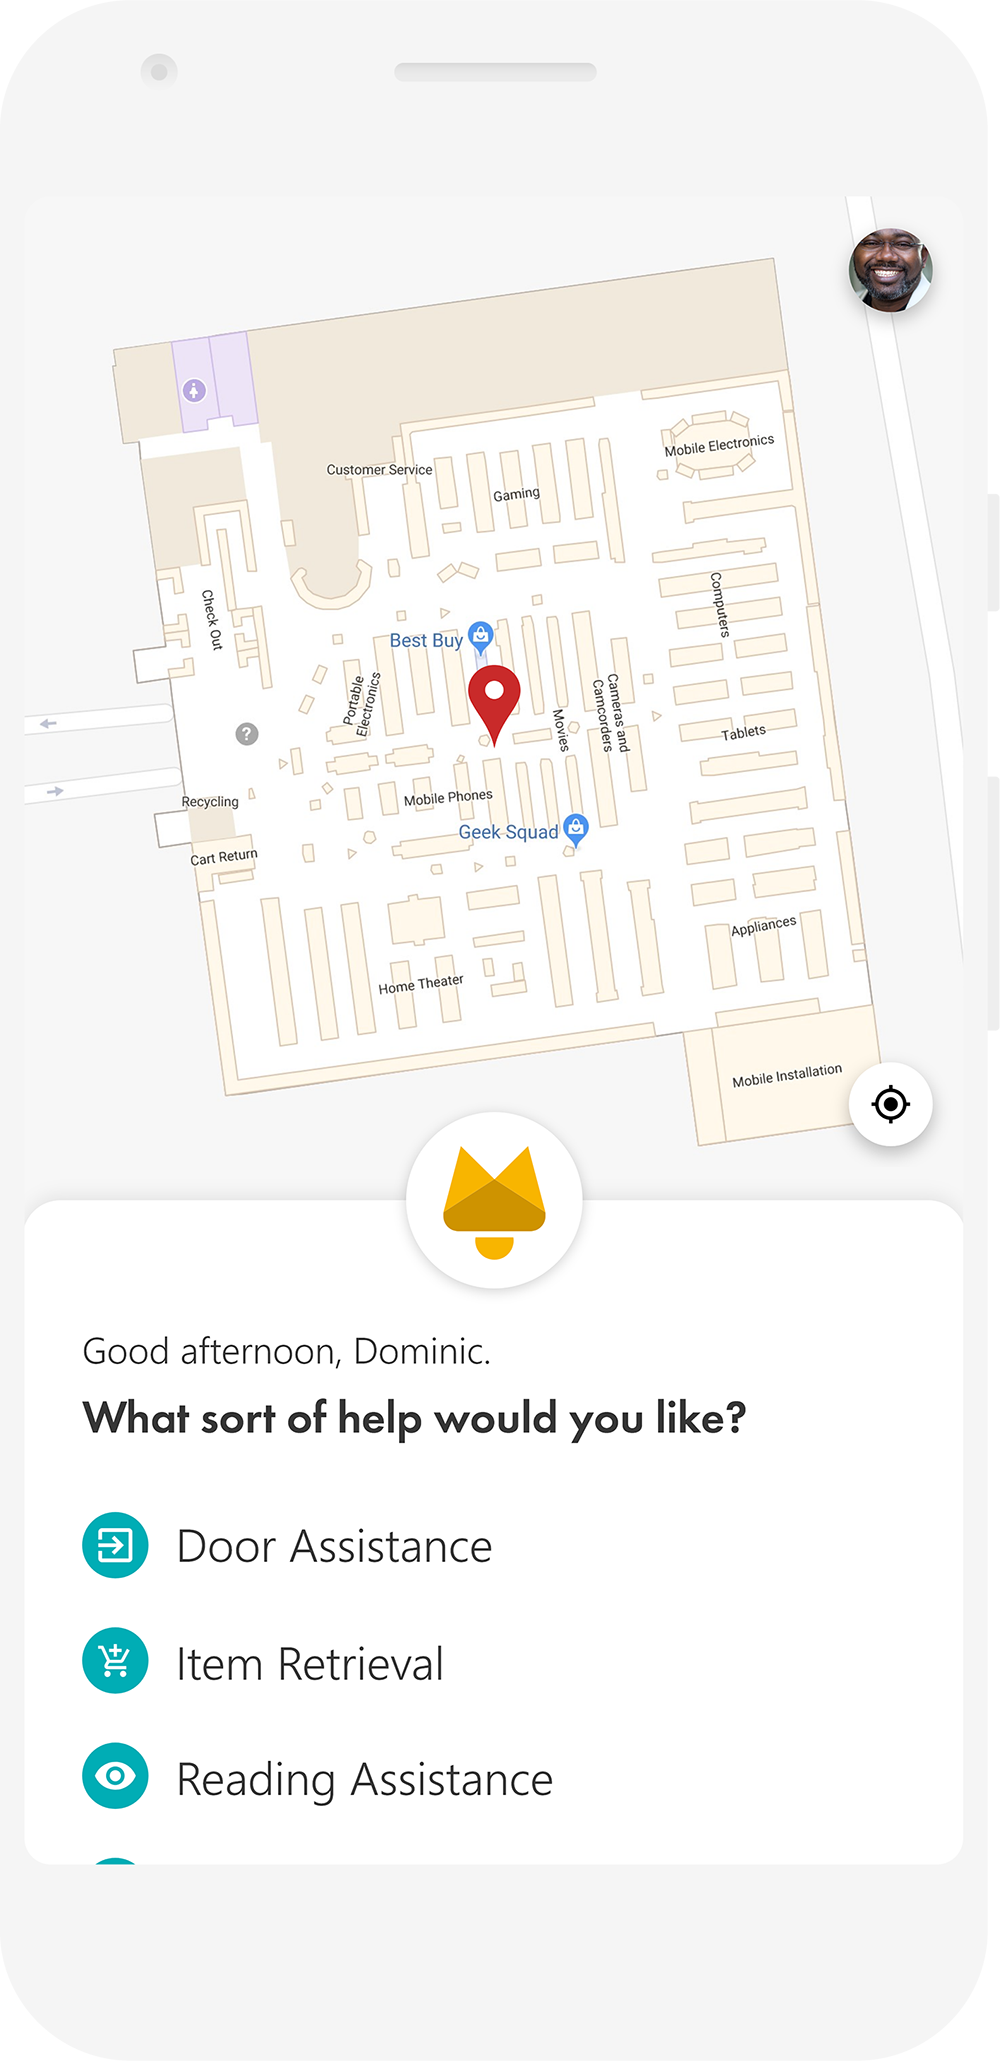 Mobile Electronics
Customer Service
Gaming
Check Out
Computers
Best Buy
Portable
Electronics
Cameras and
Camcorders
Movies
Tablets
?
Recycling
Mobile Phones
Geek Squad
Cart Return
Appliances
Home Theater
Mobile Installation
Good afternoon, Dominic.
What sort of help would you like?
Door Assistance
Item Retrieval
Reading Assistance